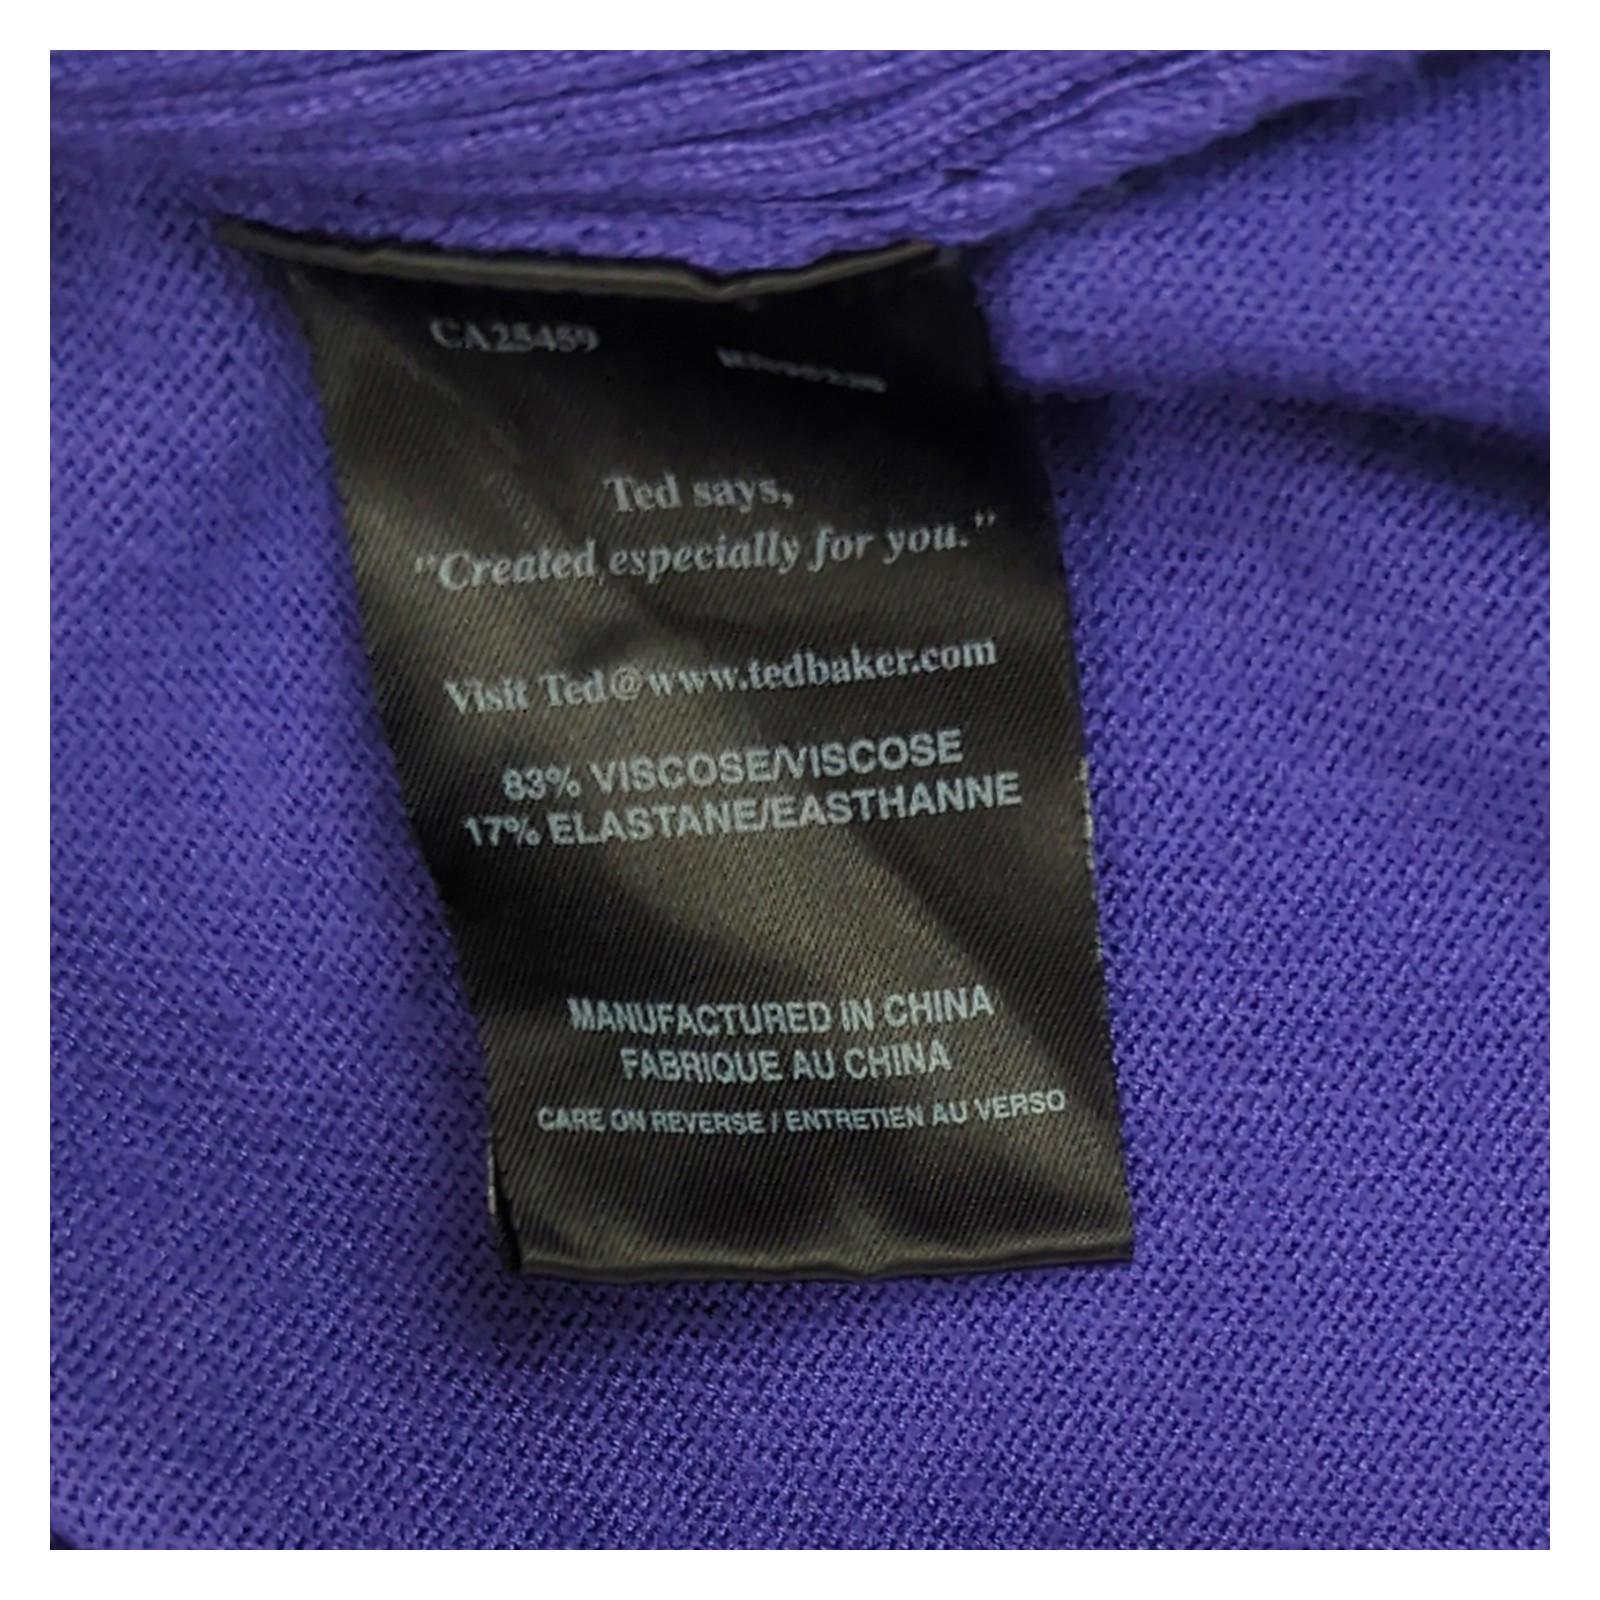 CA25459
Ted says,
"Created especially for you."
Visit Ted@www.tedbaker.com
83% VISCOSE/VISCOSE
17% ELASTANE/EASTHANNE
MANUFACTURED IN CHINA
FABRIQUE AU CHINA
CARE ON REVERSE / ENTRETIEN AU VERSO